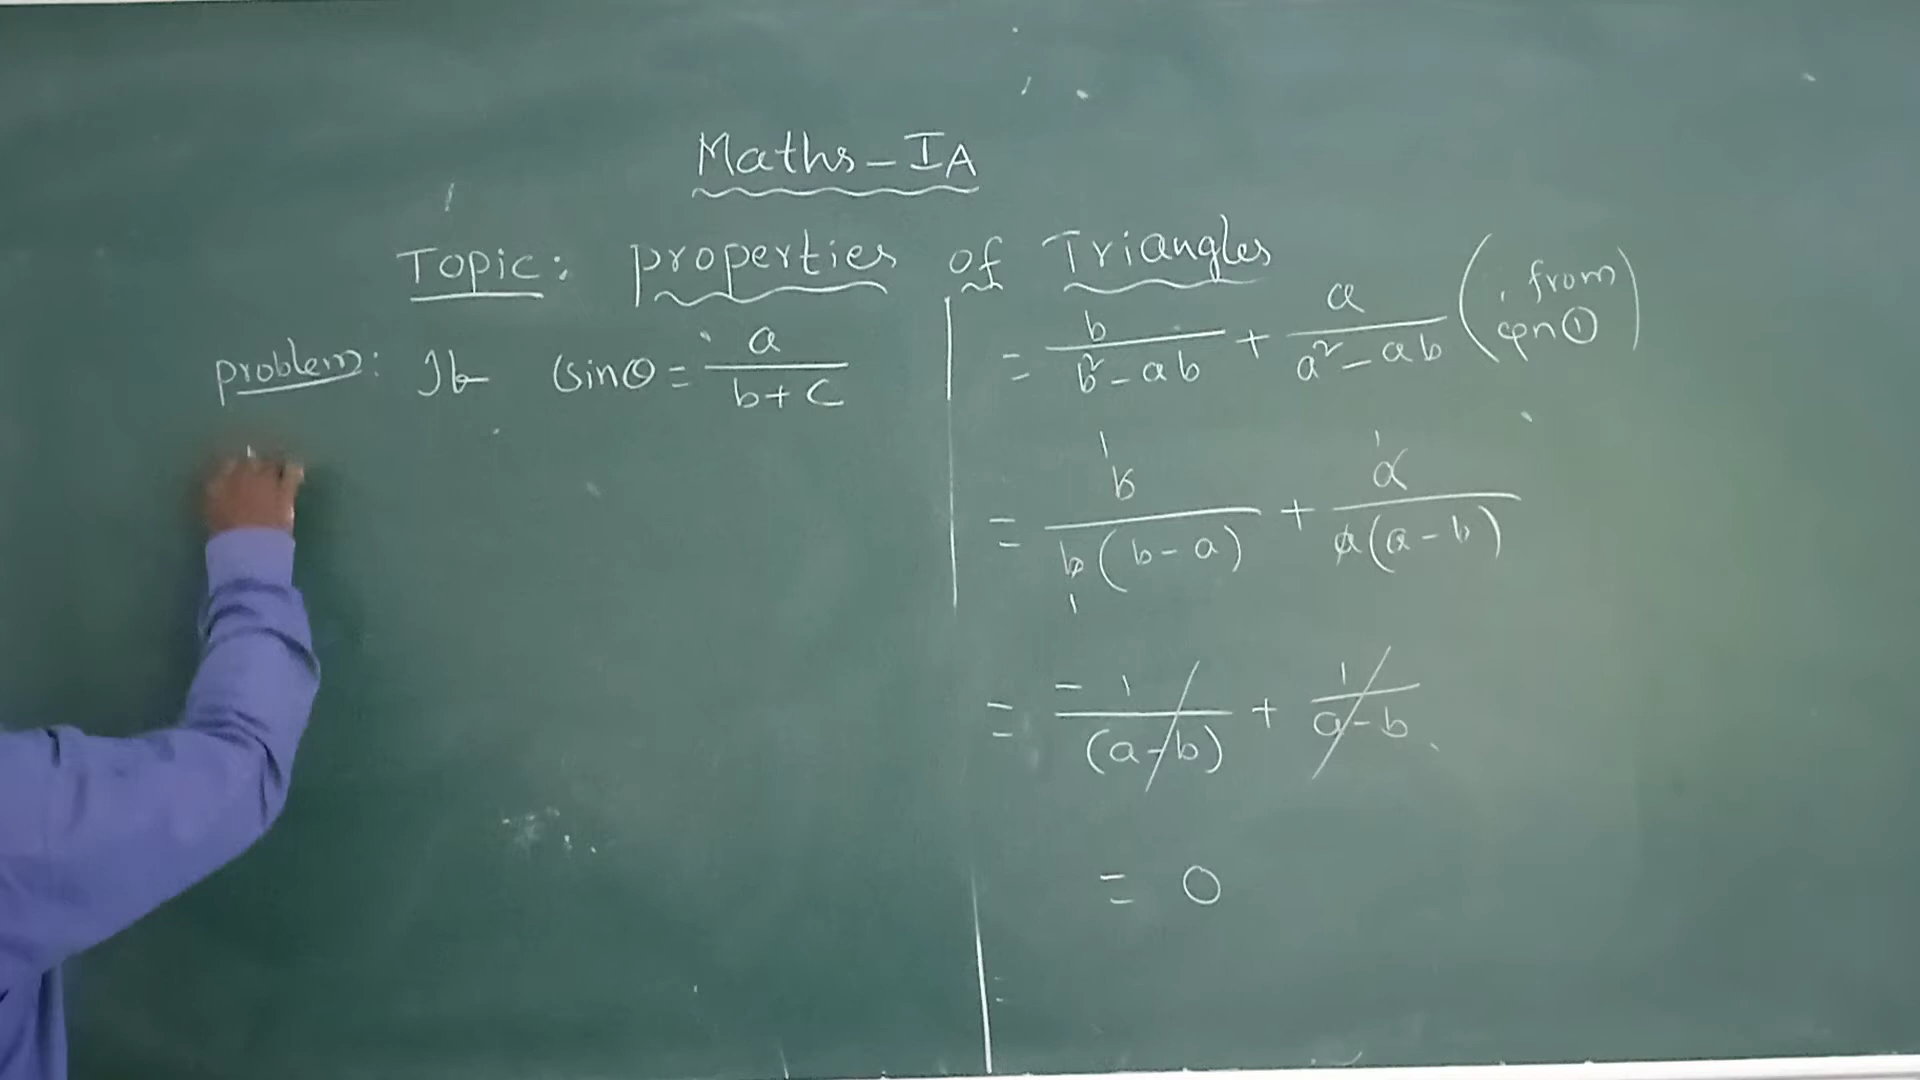 Maths - IA
Topic: properties of Triangles
problem: If sinθ = a/(b+c)
= b/(b² - ab) + a/(a² - ab) (∵ from eqn ①)
= b/(b(b-a)) + a/(a(a-b))
= -1/(a-b) + 1/(a-b)
= 0